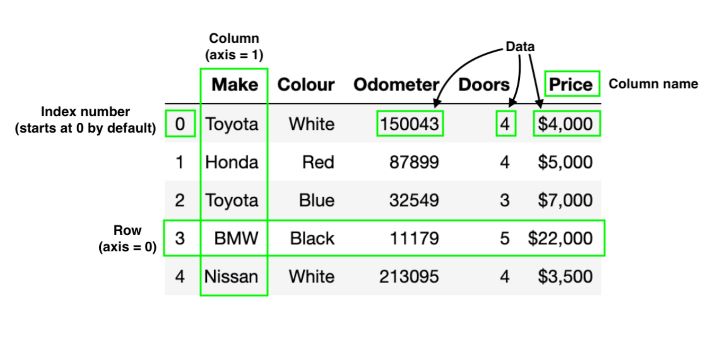 Column
(axis = 1)
Data
Make Colour Odometer Doors Price Column name
Index number
(starts at 0 by default)
0 Toyota White 150043 4 $4,000
1 Honda Red 87899 4 $5,000
2 Toyota Blue 32549 3 $7,000
Row
(axis = 0)
3 BMW Black 11179 5 $22,000
4 Nissan White 213095 4 $3,500